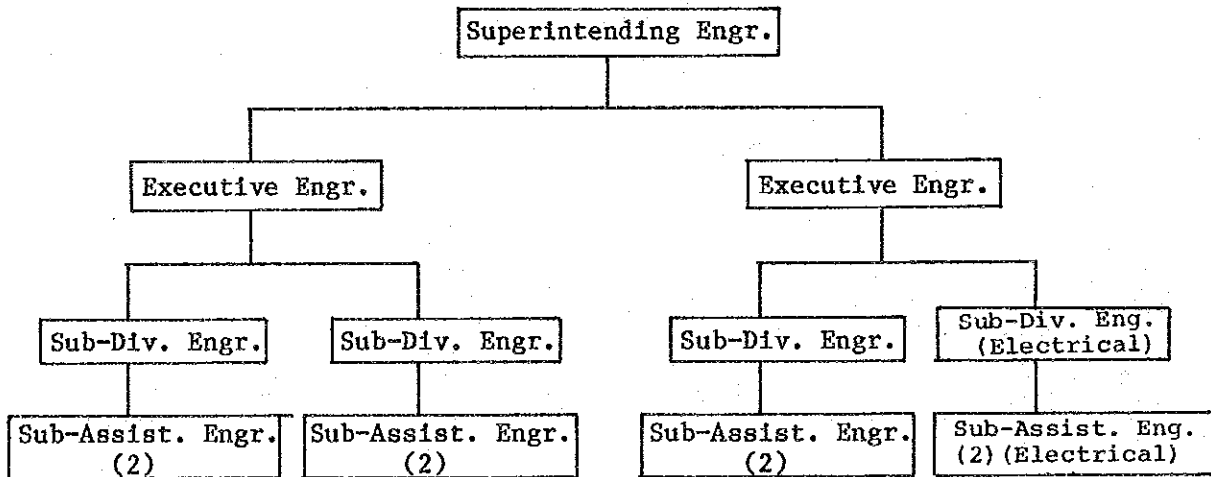 Superintending Engr.
Executive Engr.
Executive Engr.
Sub-Div. Engr.
Sub-Div. Engr.
Sub-Div. Engr.
Sub-Div. Eng.
(Electrical)
Sub-Assist. Engr.
(2)
Sub-Assist. Engr.
(2)
Sub-Assist. Engr.
(2)
Sub-Assist. Eng.
(2)(Electrical)